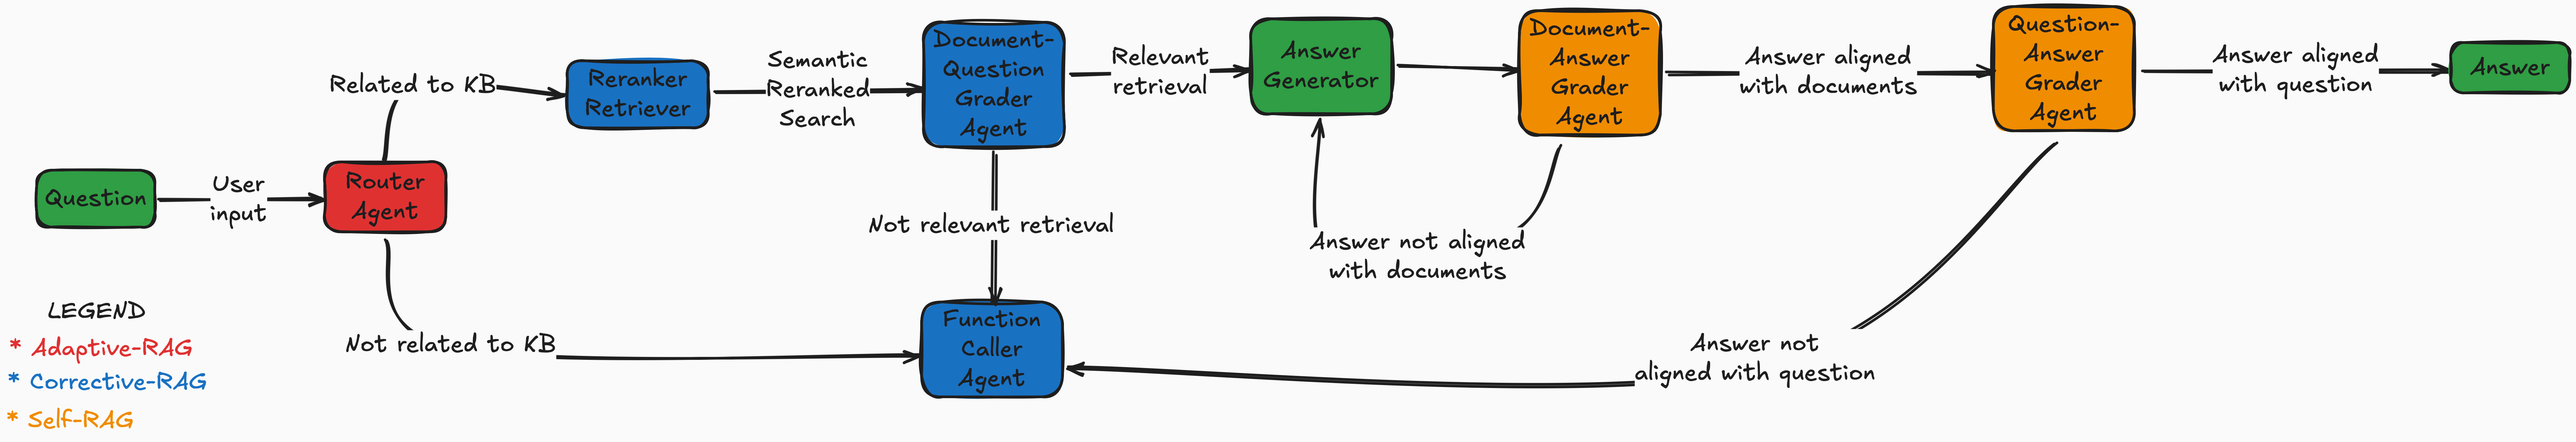 Question
User
input
Router
Agent
Related to KB
Reranker
Retriever
Semantic
Reranked
Search
Document-
Question
Grader
Agent
Relevant
retrieval
Answer
Generator
Document-
Answer
Grader
Agent
Answer aligned
with documents
Question-
Answer
Grader
Agent
Answer aligned
with question
Answer
Not relevant retrieval
Answer not aligned
with documents
Not related to KB
Function
Caller
Agent
Answer not
aligned with question
LEGEND
* Adaptive-RAG
* Corrective-RAG
* Self-RAG